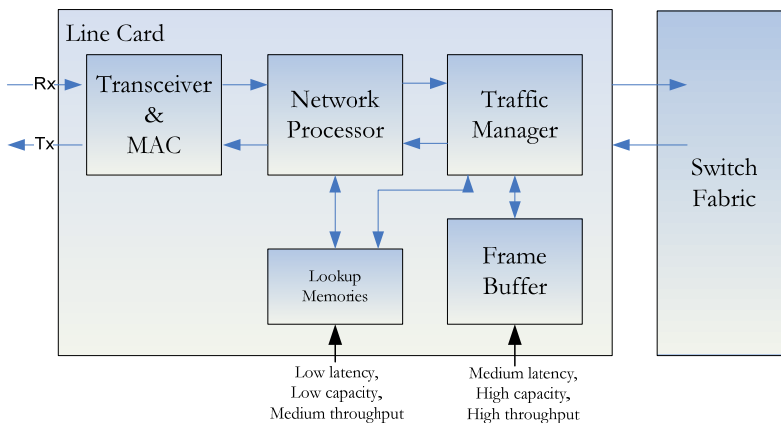 Line Card
Rx
Tx
Transceiver
&
MAC
Network
Processor
Traffic
Manager
Switch
Fabric
Lookup
Memories
Frame
Buffer
Low latency,
Low capacity,
Medium throughput
Medium latency,
High capacity,
High throughput